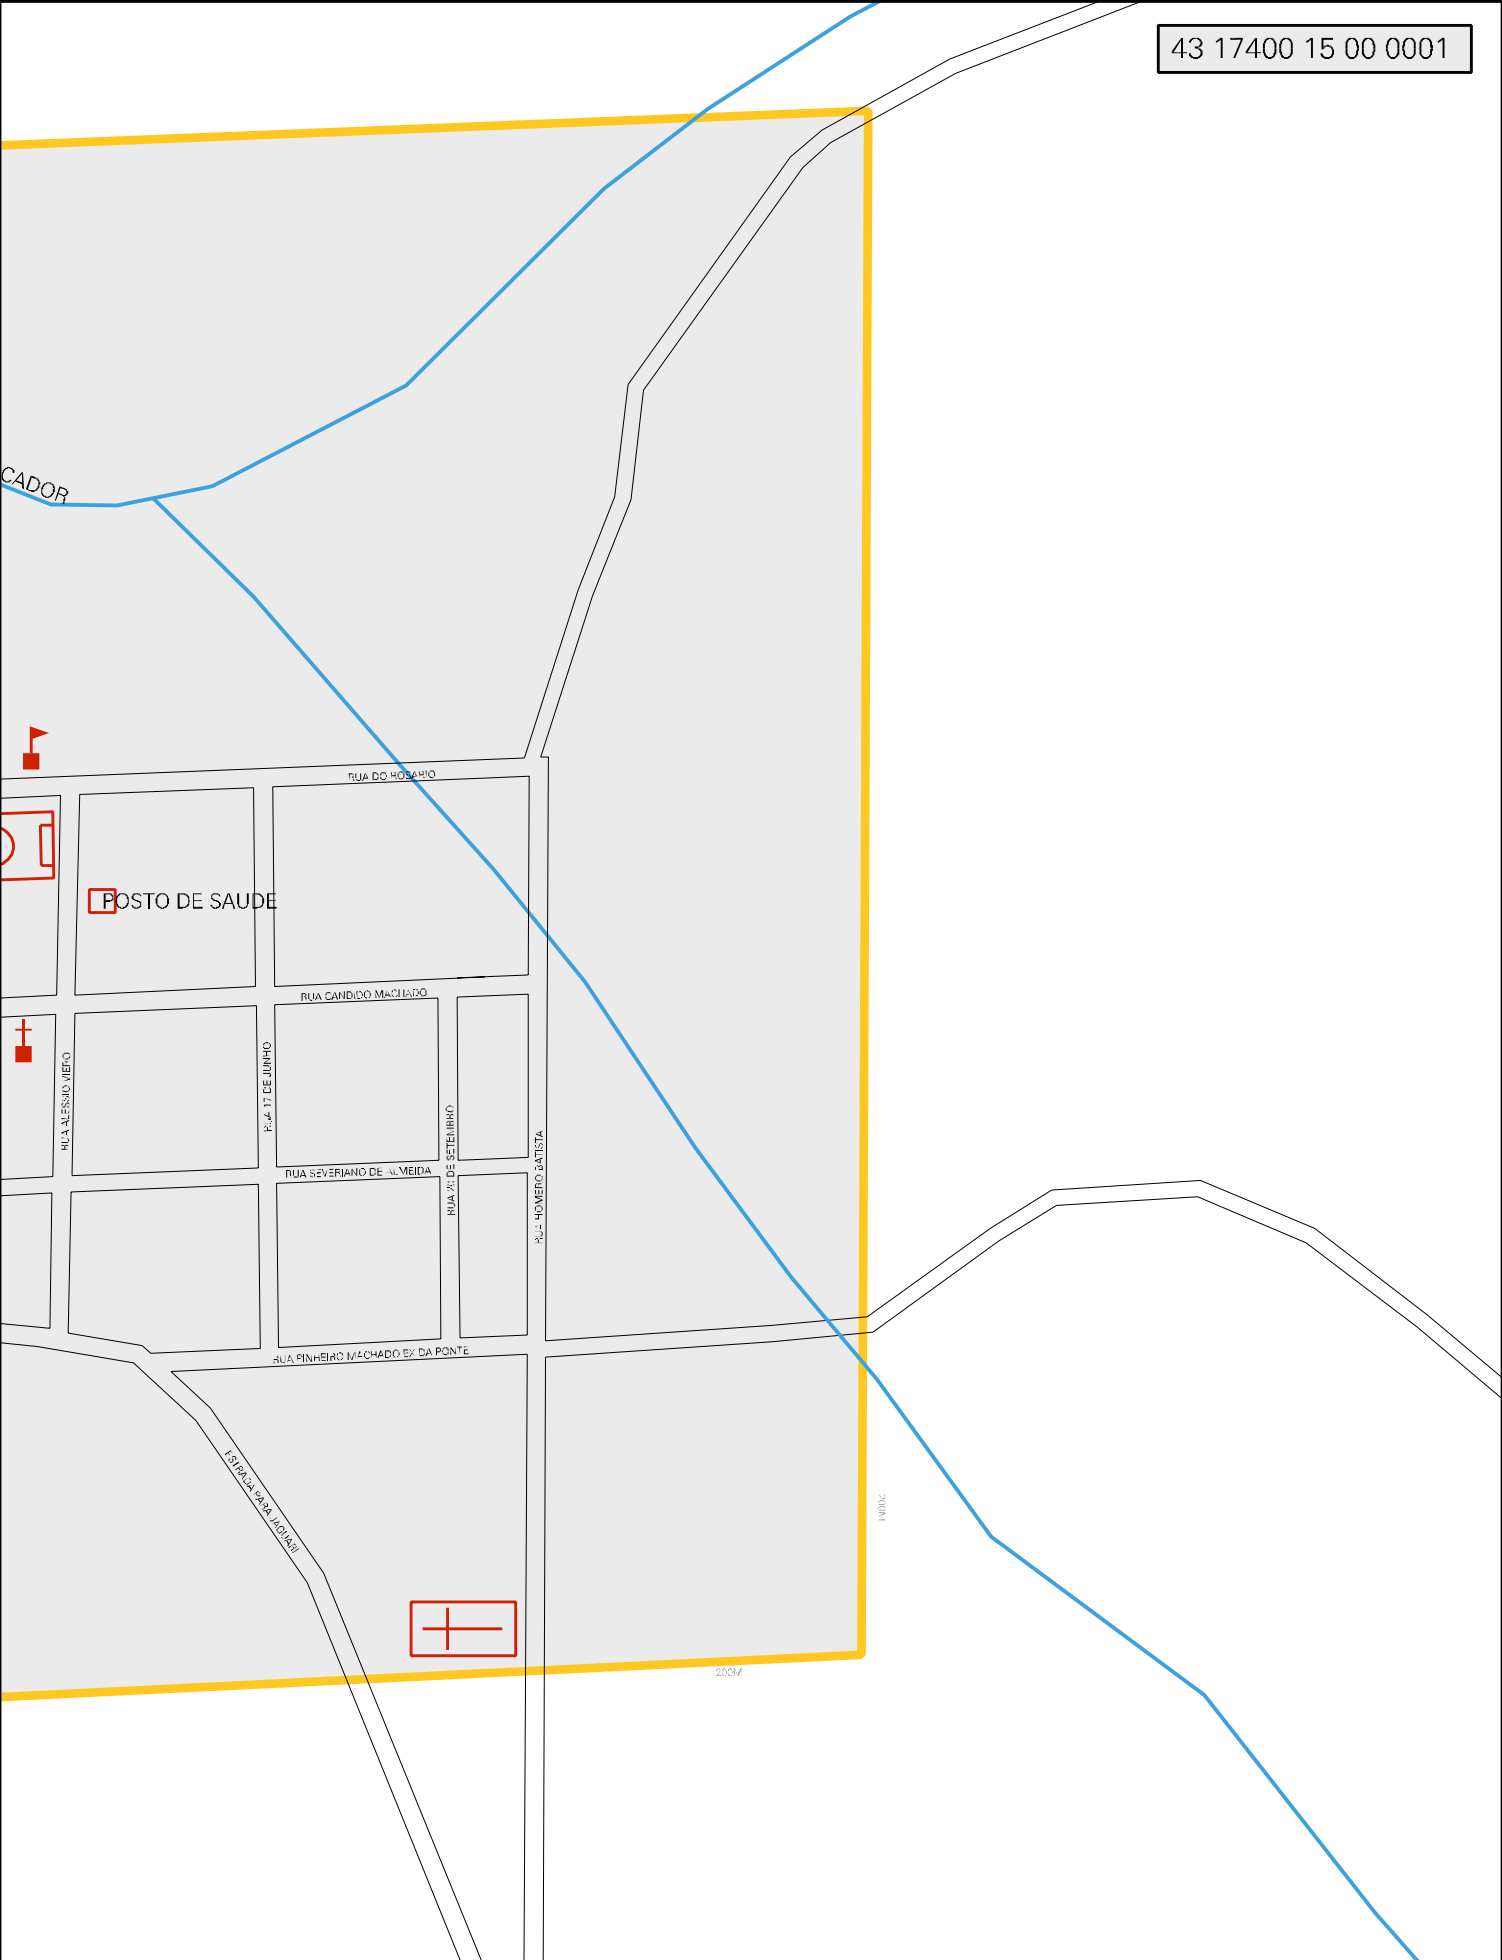 43 17400 15 00 0001
CADOR
RUA DO ROSARIO
POSTO DE SAUDE
RUA CANDIDO MACHADO
RUA ALESSIO VIERO
RUA 17 DE JUNHO
RUA 20 DE SETEMBRO
RUA HOMERO BATISTA
RUA SEVERIANO DE ALMEIDA
RUA PINHEIRO MACHADO EX DA PONTE
ESTRADA PARA JAGUARI
200M
200M